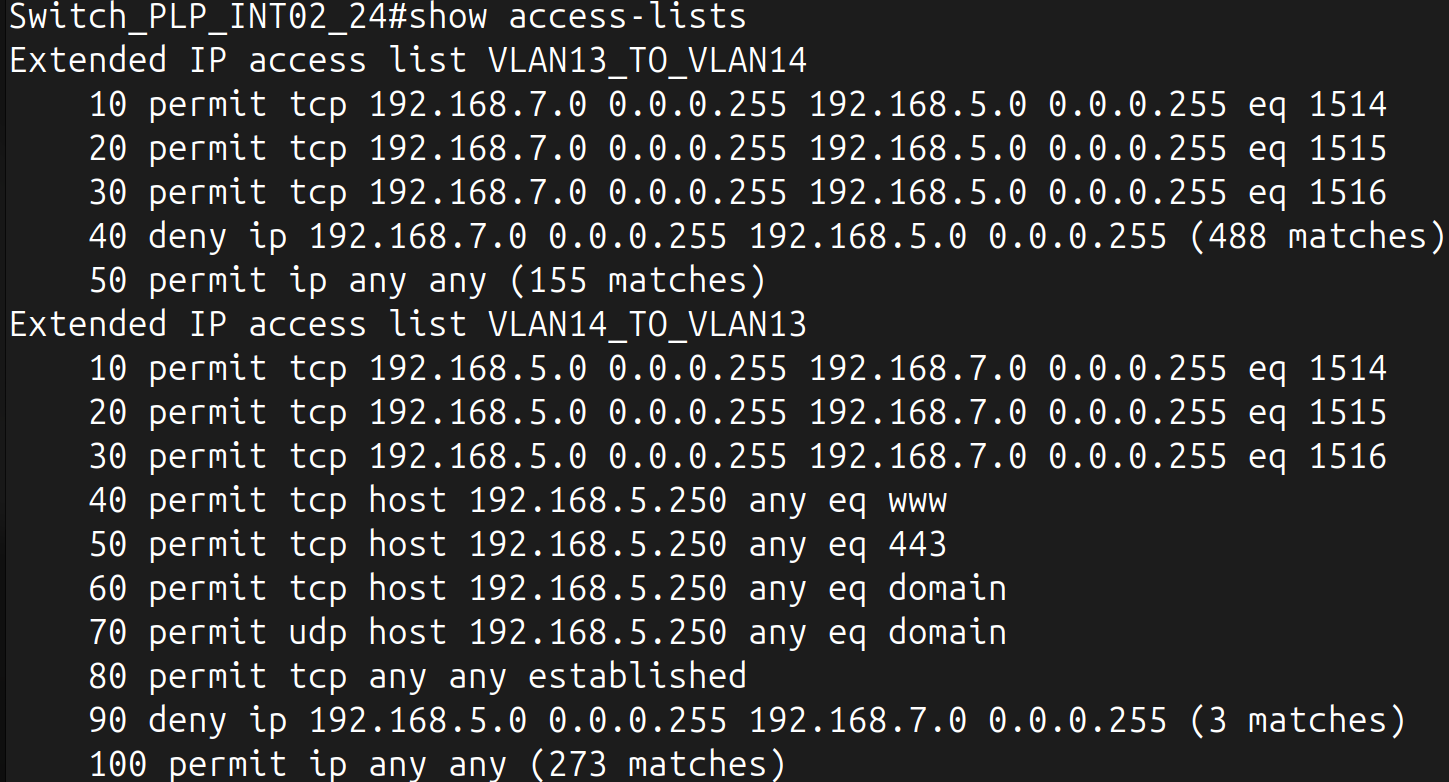 Switch_PLP_INT02_24#show access-lists
Extended IP access list VLAN13_TO_VLAN14
    10 permit tcp 192.168.7.0 0.0.0.255 192.168.5.0 0.0.0.255 eq 1514
    20 permit tcp 192.168.7.0 0.0.0.255 192.168.5.0 0.0.0.255 eq 1515
    30 permit tcp 192.168.7.0 0.0.0.255 192.168.5.0 0.0.0.255 eq 1516
    40 deny ip 192.168.7.0 0.0.0.255 192.168.5.0 0.0.0.255 (488 matches)
    50 permit ip any any (155 matches)
Extended IP access list VLAN14_TO_VLAN13
    10 permit tcp 192.168.5.0 0.0.0.255 192.168.7.0 0.0.0.255 eq 1514
    20 permit tcp 192.168.5.0 0.0.0.255 192.168.7.0 0.0.0.255 eq 1515
    30 permit tcp 192.168.5.0 0.0.0.255 192.168.7.0 0.0.0.255 eq 1516
    40 permit tcp host 192.168.5.250 any eq www
    50 permit tcp host 192.168.5.250 any eq 443
    60 permit tcp host 192.168.5.250 any eq domain
    70 permit udp host 192.168.5.250 any eq domain
    80 permit tcp any any established
    90 deny ip 192.168.5.0 0.0.0.255 192.168.7.0 0.0.0.255 (3 matches)
    100 permit ip any any (273 matches)